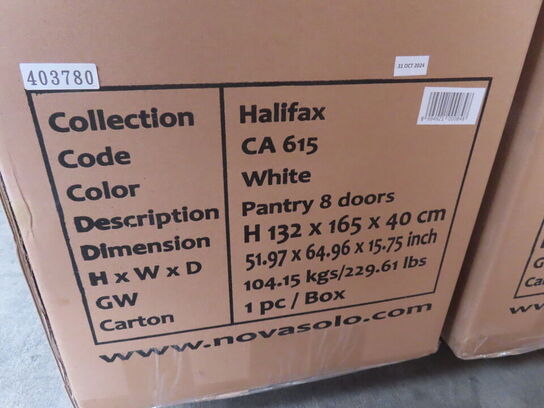 403780
31 OCT 2024
Collection Halifax
Code CA 615
Color White
Description Pantry 8 doors
Dimension H 132 x 165 x 40 cm
H x W x D 51.97 x 64.96 x 15.75 inch
GW 104.15 kgs/229.61 lbs
Carton 1 pc / Box
www.novasolo.com